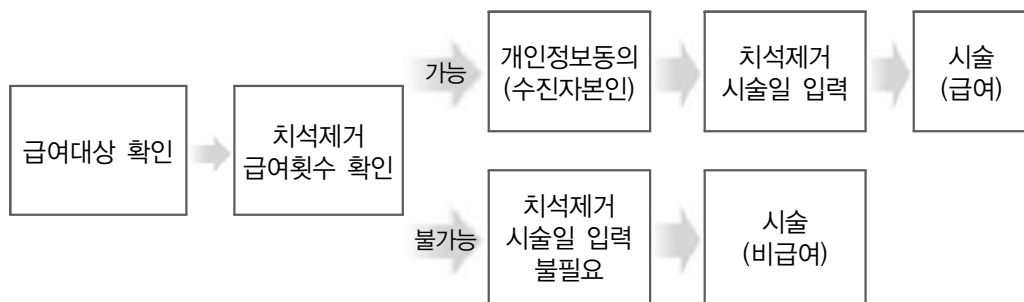 급여대상 확인
치석제거
급여횟수 확인
가능
개인정보동의
(수진자본인)
치석제거
시술일 입력
시술
(급여)
불가능
치석제거
시술일 입력
불필요
시술
(비급여)